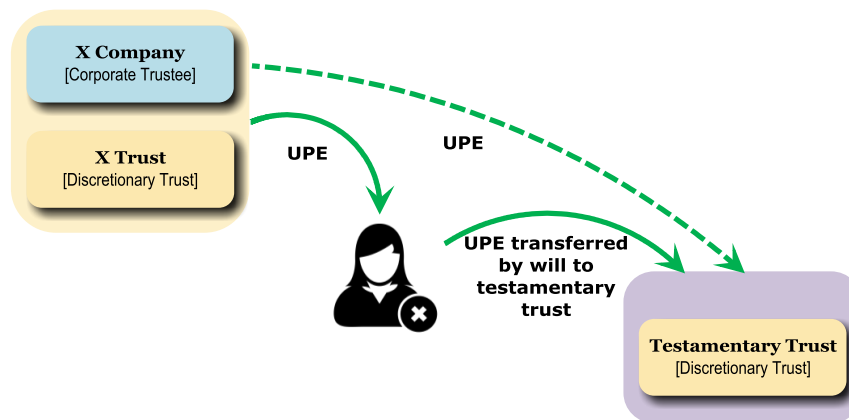 X Company
[Corporate Trustee]
X Trust
[Discretionary Trust]
UPE
UPE
UPE transferred
by will to
testamentary
trust
Testamentary Trust
[Discretionary Trust]